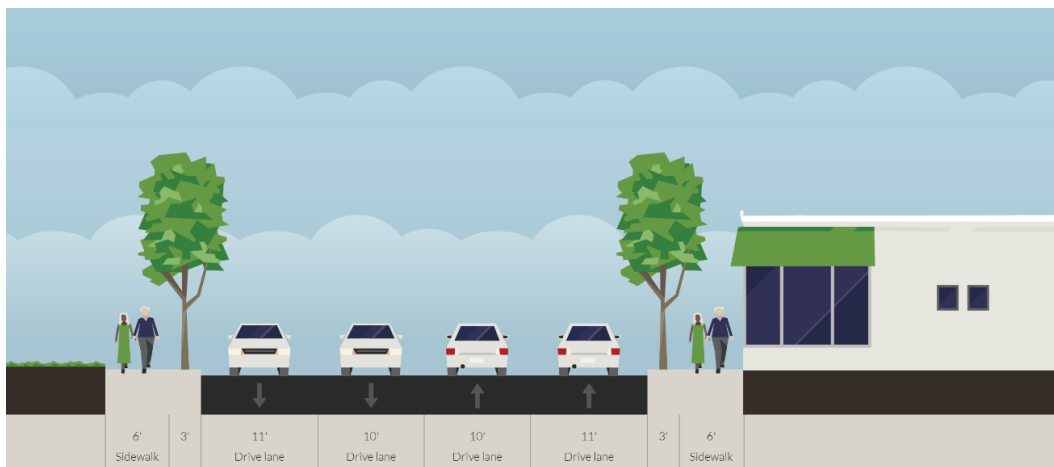 6' 3' 11' 10' 10' 11' 3' 6'
Sidewalk Drive lane Drive lane Drive lane Drive lane Sidewalk